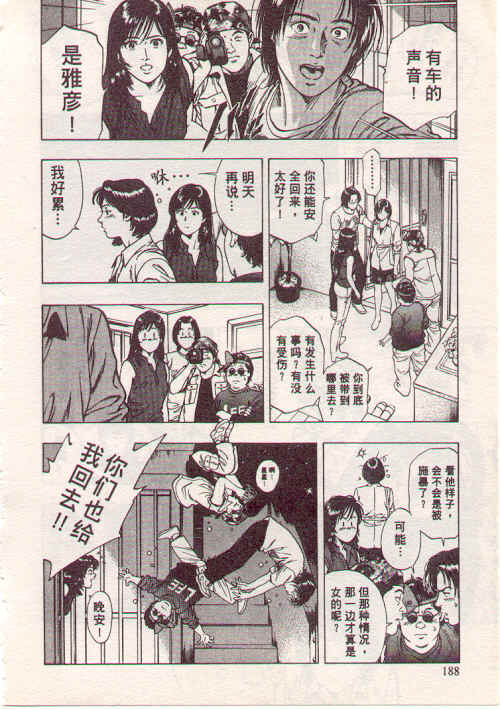 有车的
声音！
是雅彦！
………
你还能安
全回来，
太好了！
你到底
被带到
哪里去？
有发生什么
事吗？有没
有受伤？
明天
再说…
咻…
我好累…
看他样子，
会不会是被
施暴了？
可能…
但那种情况，
那一边才算是
女的呢？
啊！
你们也给
我回去!!
晚安！
188